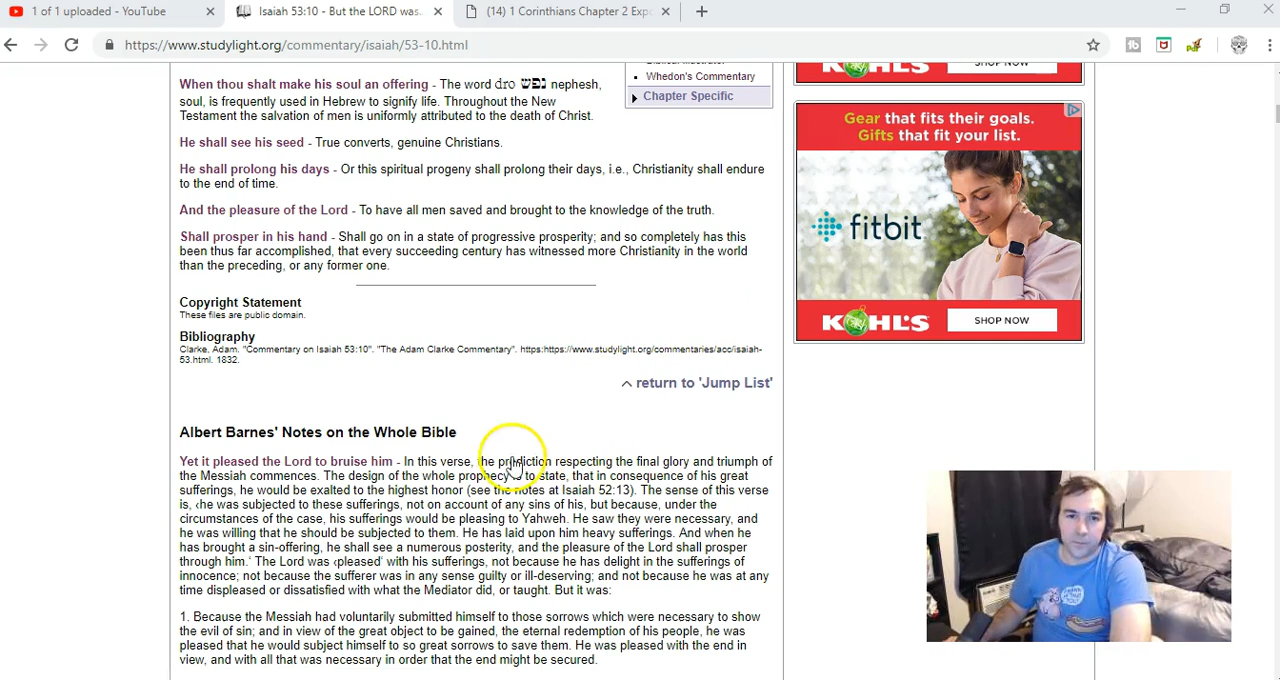 1 of 1 uploaded - YouTube
Isaiah 53:10 - But the LORD was
(14) 1 Corinthians Chapter 2 Expo
https://www.studylight.org/commentary/isaiah/53-10.html
Whedon's Commentary
Chapter Specific
When thou shalt make his soul an offering - The word dro נפש nephesh,
soul, is frequently used in Hebrew to signify life. Throughout the New
Testament the salvation of men is uniformly attributed to the death of Christ.
He shall see his seed - True converts, genuine Christians.
He shall prolong his days - Or this spiritual progeny shall prolong their days, i.e., Christianity shall endure
to the end of time.
And the pleasure of the Lord - To have all men saved and brought to the knowledge of the truth.
Shall prosper in his hand - Shall go on in a state of progressive prosperity; and so completely has this
been thus far accomplished, that every succeeding century has witnessed more Christianity in the world
than the preceding, or any former one.
Copyright Statement
These files are public domain.
Bibliography
Clarke, Adam. "Commentary on Isaiah 53:10". "The Adam Clarke Commentary". https:https://www.studylight.org/commentaries/acc/isaiah-
53.html. 1832.
return to 'Jump List'
Albert Barnes' Notes on the Whole Bible
Yet it pleased the Lord to bruise him - In this verse, the prediction respecting the final glory and triumph of
the Messiah commences. The design of the whole prophecy is to state, that in consequence of his great
sufferings, he would be exalted to the highest honor (see the notes at Isaiah 52:13). The sense of this verse
is, ‹he was subjected to these sufferings, not on account of any sins of his, but because, under the
circumstances of the case, his sufferings would be pleasing to Yahweh. He saw they were necessary, and
he was willing that he should be subjected to them. He has laid upon him heavy sufferings. And when he
has brought a sin-offering, he shall see a numerous posterity, and the pleasure of the Lord shall prosper
through him.‘ The Lord was ‹pleased‘ with his sufferings, not because he has delight in the sufferings of
innocence; not because the sufferer was in any sense guilty or ill-deserving; and not because he was at any
time displeased or dissatisfied with what the Mediator did, or taught. But it was:
1. Because the Messiah had voluntarily submitted himself to those sorrows which were necessary to show
the evil of sin; and in view of the great object to be gained, the eternal redemption of his people, he was
pleased that he would subject himself to so great sorrows to save them. He was pleased with the end in
view, and with all that was necessary in order that the end might be secured.
KOHL'S
SHOP NOW
Gear that fits their goals.
Gifts that fit your list.
fitbit
KOHL'S
SHOP NOW